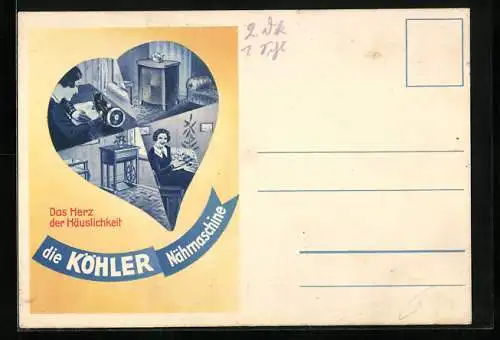 Das Herz
der Häuslichkeit
die KÖHLER Nähmaschine